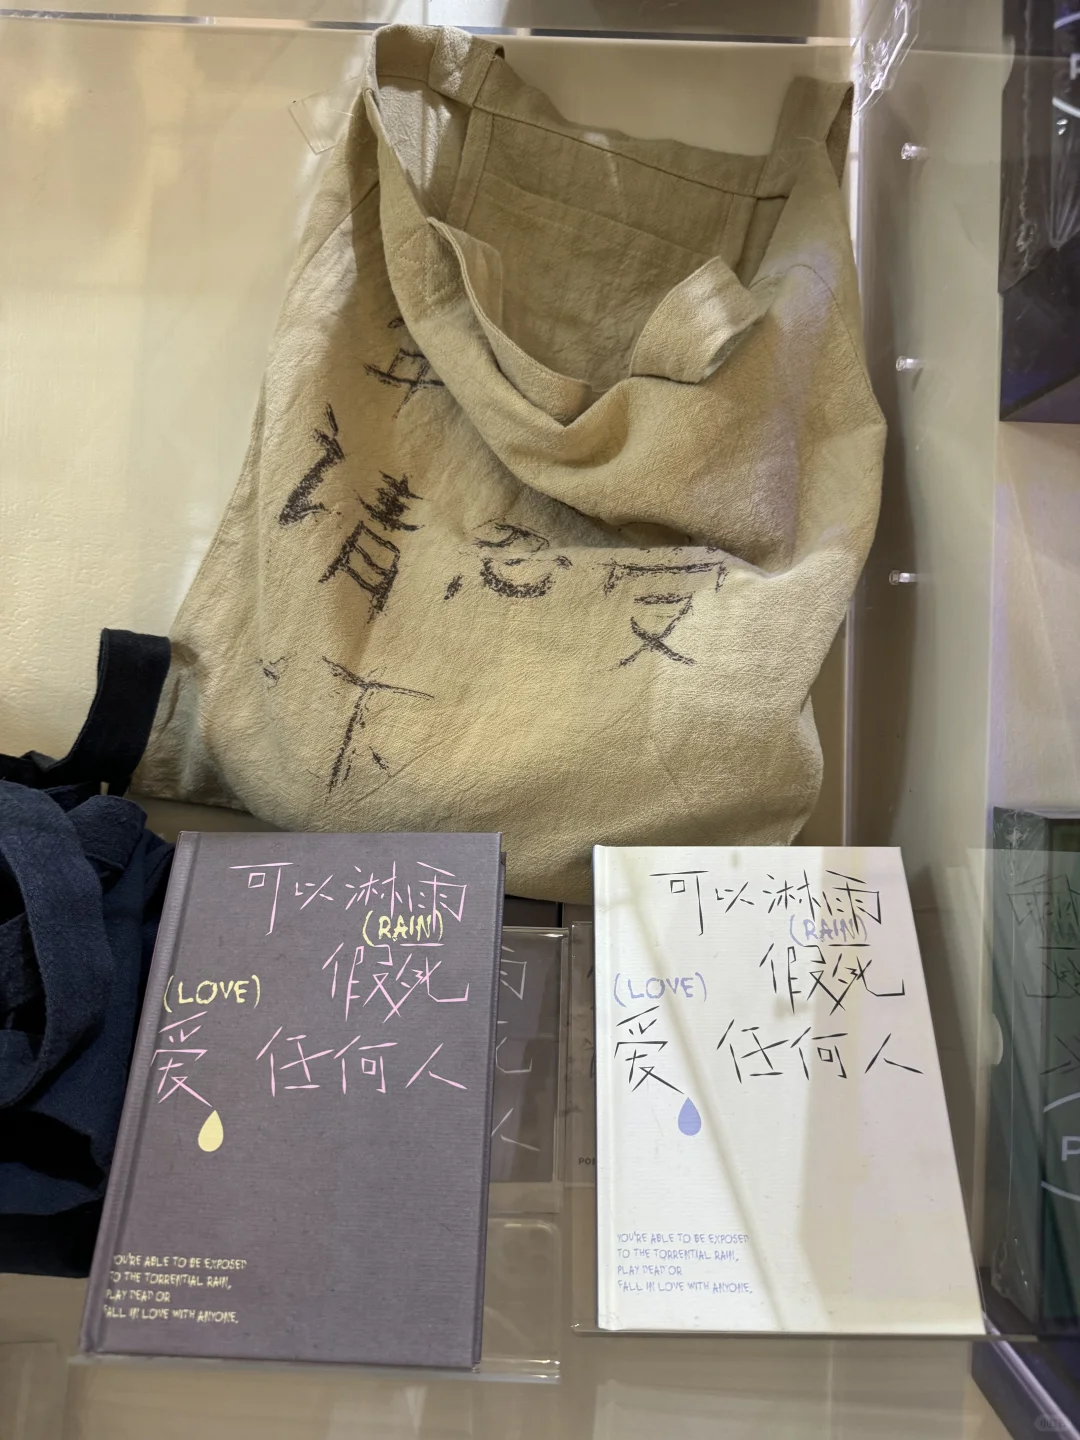 请忍受
下
可以淋雨
(RAIN)
假死
(LOVE)
爱 任何人
YOU'RE ABLE TO BE EXPOSED
TO THE TORRENTIAL RAIN,
PLAY DEAD OR
FALL IN LOVE WITH ANYONE.
可以淋雨
(RAIN)
假死
(LOVE)
爱 任何人
YOU'RE ABLE TO BE EXPOSED
TO THE TORRENTIAL RAIN,
PLAY DEAD OR
FALL IN LOVE WITH ANYONE.